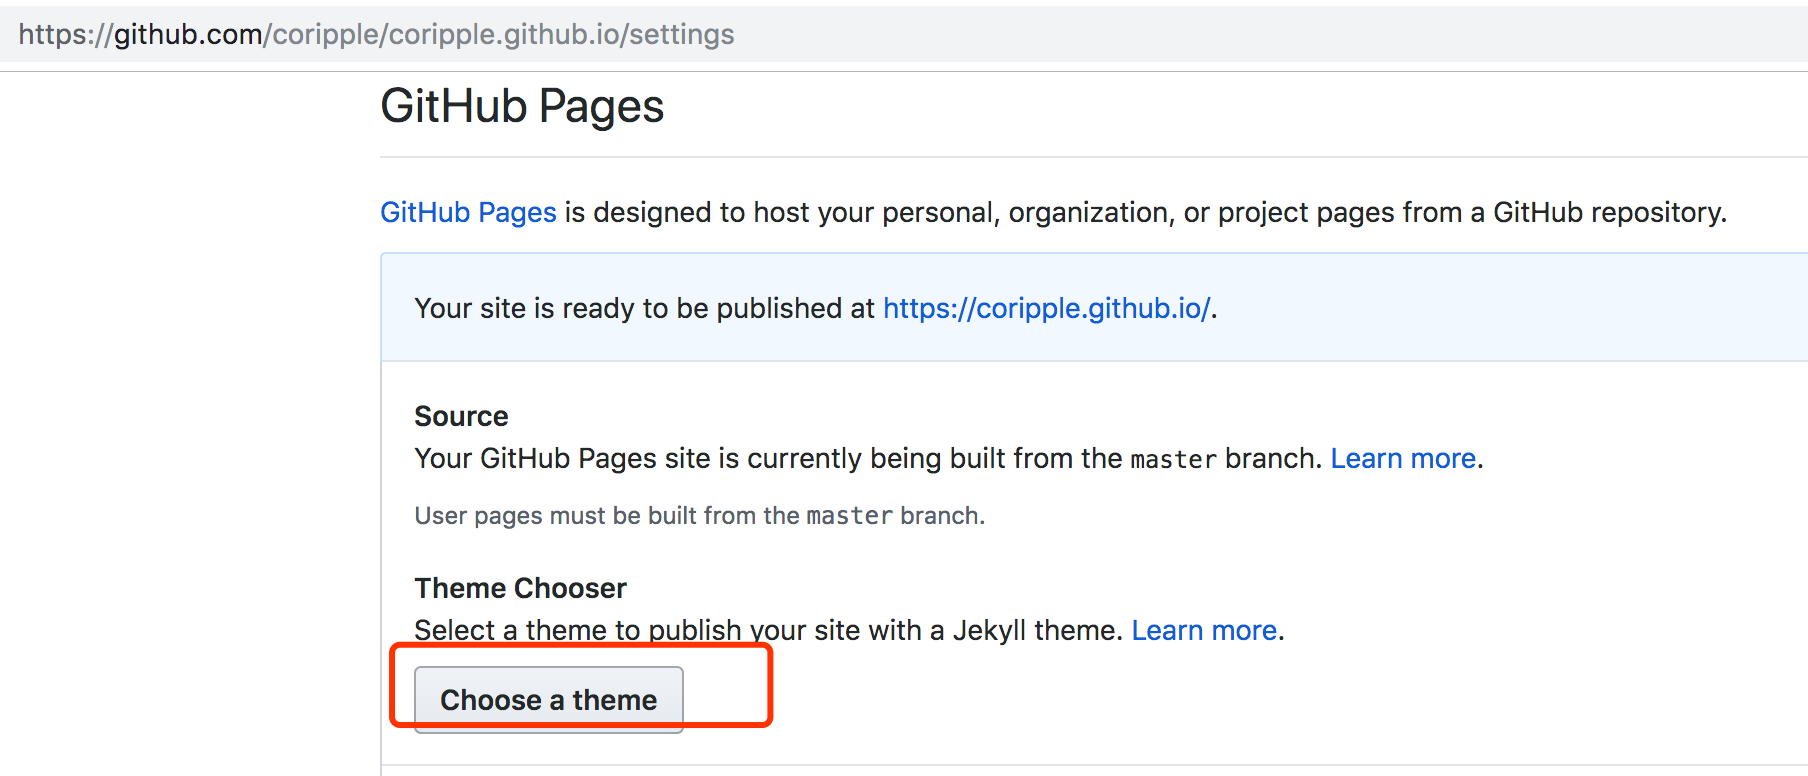 https://github.com/coripple/coripple.github.io/settings
GitHub Pages
GitHub Pages is designed to host your personal, organization, or project pages from a GitHub repository.
Your site is ready to be published at https://coripple.github.io/.
Source
Your GitHub Pages site is currently being built from the master branch. Learn more.
User pages must be built from the master branch.
Theme Chooser
Select a theme to publish your site with a Jekyll theme. Learn more.
Choose a theme